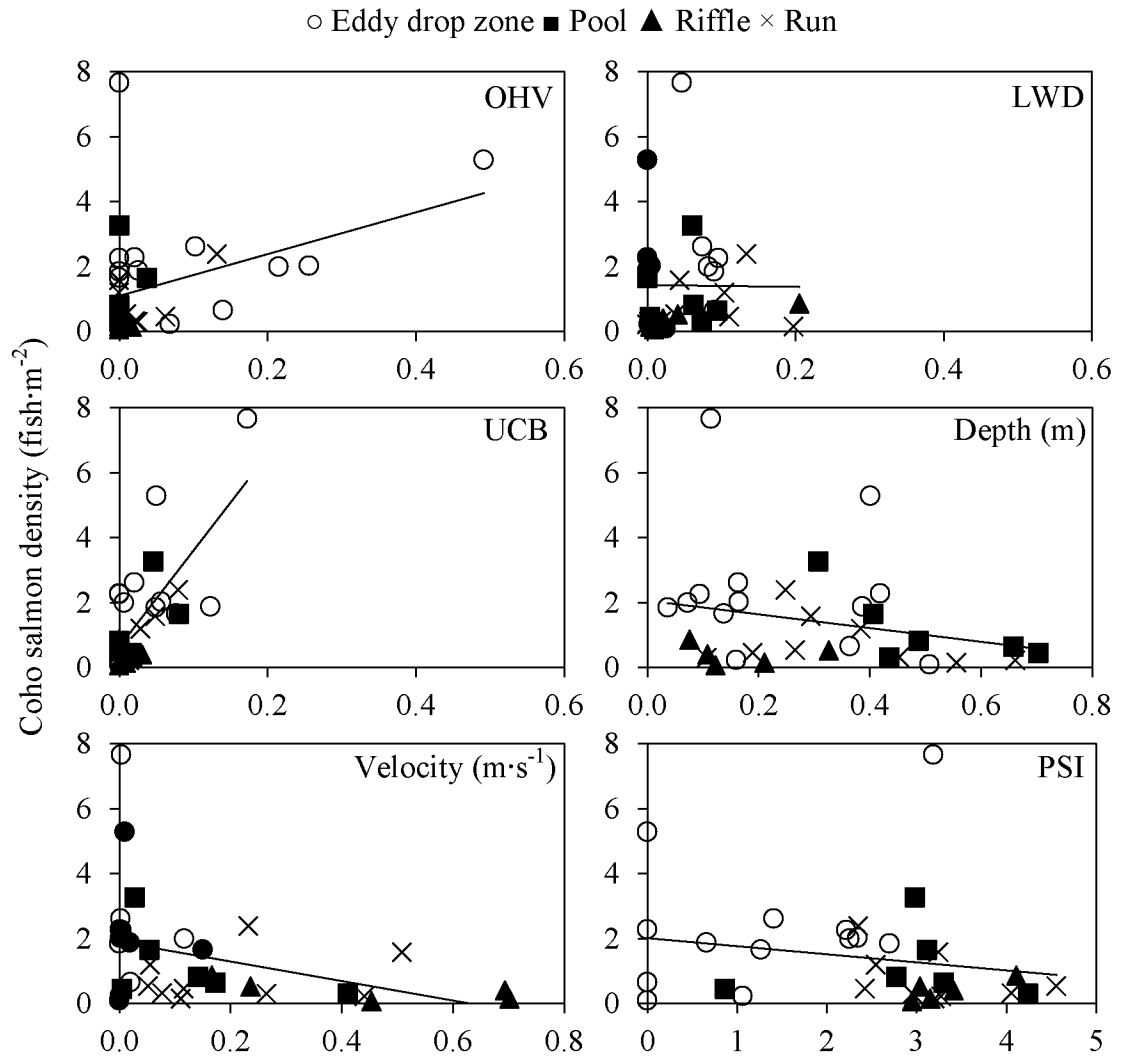 ○ Eddy drop zone ■ Pool ▲ Riffle × Run
Coho salmon density (fish·m⁻²)
8
6
4
2
0
OHV
0.0 0.2 0.4 0.6
8
6
4
2
0
LWD
0.0 0.2 0.4 0.6
8
6
4
2
0
UCB
0.0 0.2 0.4 0.6
8
6
4
2
0
Depth (m)
0.0 0.2 0.4 0.6 0.8
8
6
4
2
0
Velocity (m·s⁻¹)
0.0 0.2 0.4 0.6 0.8
8
6
4
2
0
PSI
0 1 2 3 4 5